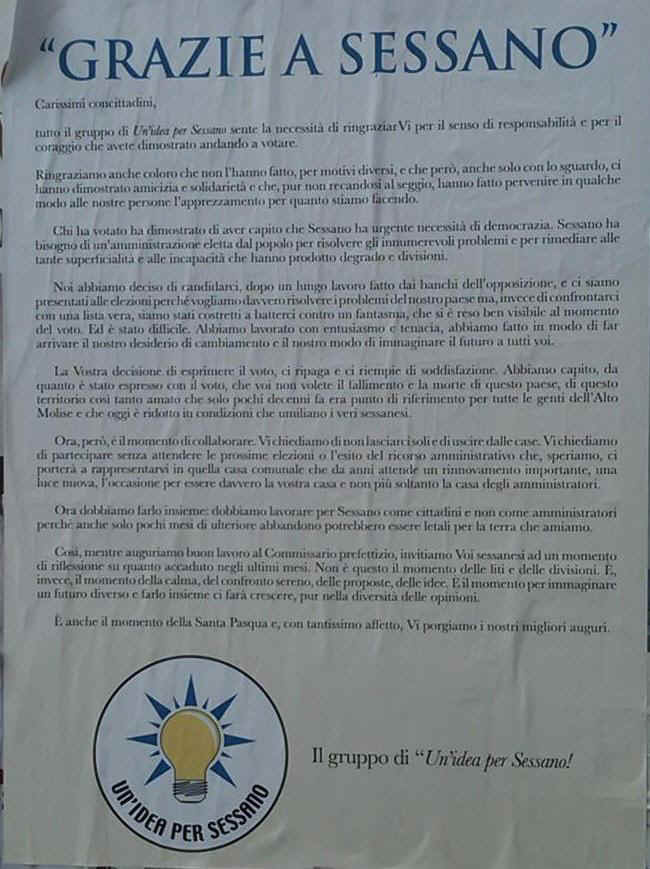 “GRAZIE A SESSANO”
Carissimi concittadini,
tutto il gruppo di Un'idea per Sessano sente la necessità di ringraziarVi per il senso di responsabilità e per il
coraggio che avete dimostrato andando a votare.
Ringraziamo anche coloro che non l'hanno fatto, per motivi diversi, e che però, anche solo con lo sguardo, ci
hanno dimostrato amicizia e solidarietà e che, pur non recandosi al seggio, hanno fatto pervenire in qualche
modo alle nostre persone l'apprezzamento per quanto stiamo facendo.
Chi ha votato ha dimostrato di aver capito che Sessano ha urgente necessità di democrazia. Sessano ha
bisogno di un'amministrazione eletta dal popolo per risolvere gli innumerevoli problemi e per rimediare alle
tante superficialità e alle incapacità che hanno prodotto degrado e divisioni.
Noi abbiamo deciso di candidarci, dopo un lungo lavoro fatto dai banchi dell'opposizione, e ci siamo
presentati alle elezioni perché vogliamo davvero risolvere i problemi del nostro paese ma, invece di confrontarci
con una lista vera, siamo stati costretti a batterci contro un fantasma, che si è reso ben visibile al momento
del voto. Ed è stato difficile. Abbiamo lavorato con entusiasmo e tenacia, abbiamo fatto in modo di far
arrivare il nostro desiderio di cambiamento e il nostro modo di immaginare il futuro a tutti voi.
La Vostra decisione di esprimere il voto, ci ripaga e ci riempie di soddisfazione. Abbiamo capito, da
quanto è stato espresso con il voto, che voi non volete il fallimento e la morte di questo paese, di questo
territorio così tanto amato che solo pochi decenni fa era punto di riferimento per tutte le genti dell'Alto
Molise e che oggi è ridotto in condizioni che umiliano i veri sessanesi.
Ora, però, è il momento di collaborare. Vi chiediamo di non lasciarci soli e di uscire dalle case. Vi chiediamo
di partecipare senza attendere le prossime elezioni o l'esito del ricorso amministrativo che, speriamo, ci
porterà a rappresentarvi in quella casa comunale che da anni attende un rinnovamento importante, una
luce nuova, l'occasione per essere davvero la vostra casa e non più soltanto la casa degli amministratori.
Ora dobbiamo farlo insieme: dobbiamo lavorare per Sessano come cittadini e non come amministratori
perché anche solo pochi mesi di ulteriore abbandono potrebbero essere letali per la terra che amiamo.
Così, mentre auguriamo buon lavoro al Commissario prefettizio, invitiamo Voi sessanesi ad un momento
di riflessione su quanto accaduto negli ultimi mesi. Non è questo il momento delle liti e delle divisioni. È,
invece, il momento della calma, del confronto sereno, delle proposte, delle idee. È il momento per immaginare
un futuro diverso e farlo insieme ci farà crescere, pur nella diversità delle opinioni.
È anche il momento della Santa Pasqua e, con tantissimo affetto, Vi porgiamo i nostri migliori auguri.
Il gruppo di “Un'idea per Sessano!
UN'IDEA PER SESSANO